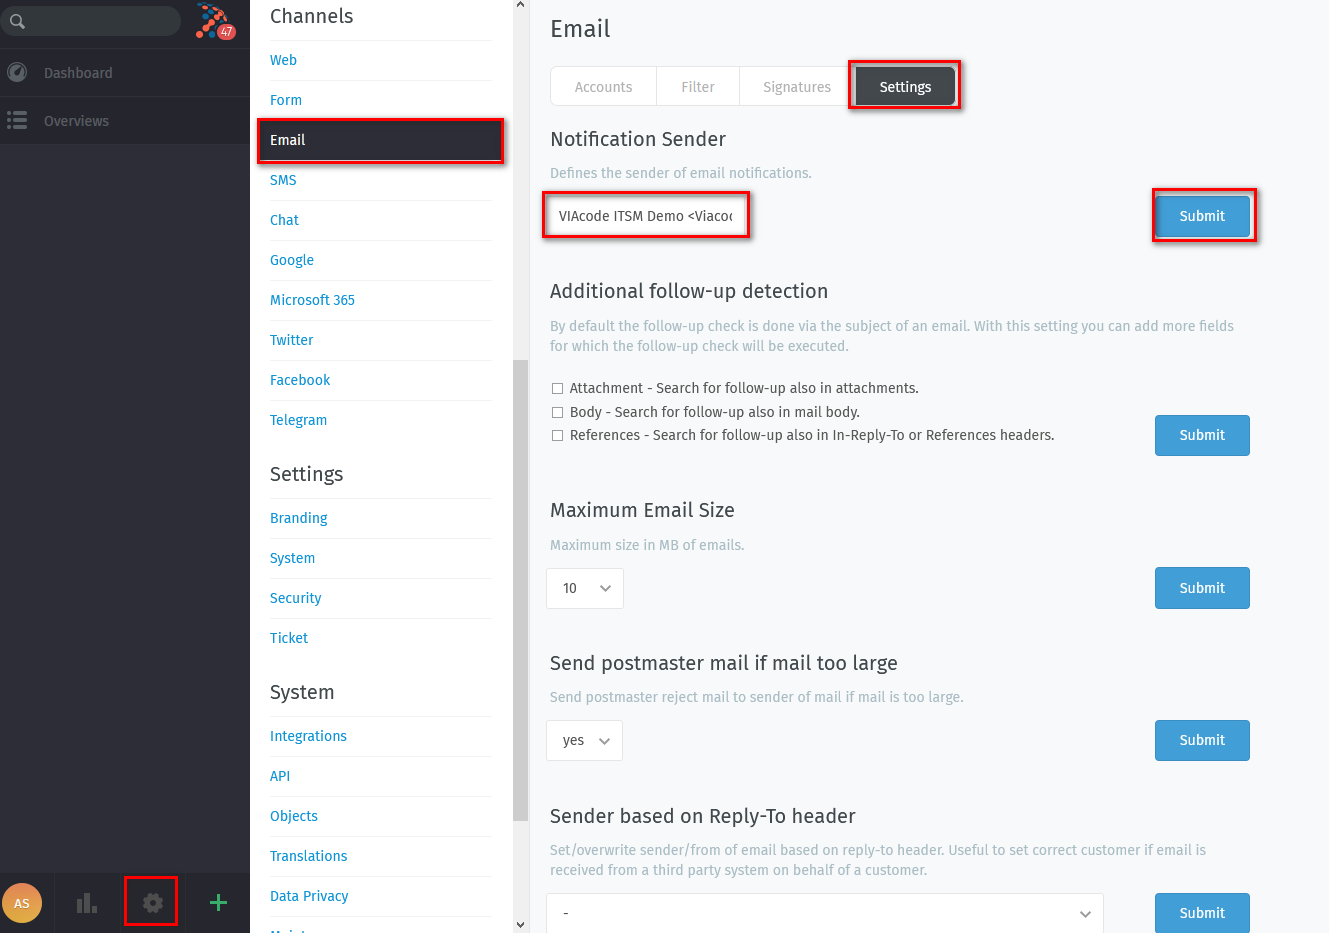 47
Dashboard
Overviews
AS
Channels
Web
Form
Email
SMS
Chat
Google
Microsoft 365
Twitter
Facebook
Telegram
Settings
Branding
System
Security
Ticket
System
Integrations
API
Objects
Translations
Data Privacy
Email
Accounts
Filter
Signatures
Settings
Notification Sender
Defines the sender of email notifications.
VIAcode ITSM Demo <Viacod
Submit
Additional follow-up detection
By default the follow-up check is done via the subject of an email. With this setting you can add more fields
for which the follow-up check will be executed.
Attachment - Search for follow-up also in attachments.
Body - Search for follow-up also in mail body.
References - Search for follow-up also in In-Reply-To or References headers.
Submit
Maximum Email Size
Maximum size in MB of emails.
10
Submit
Send postmaster mail if mail too large
Send postmaster reject mail to sender of mail if mail is too large.
yes
Submit
Sender based on Reply-To header
Set/overwrite sender/from of email based on reply-to header. Useful to set correct customer if email is
received from a third party system on behalf of a customer.
-
Submit